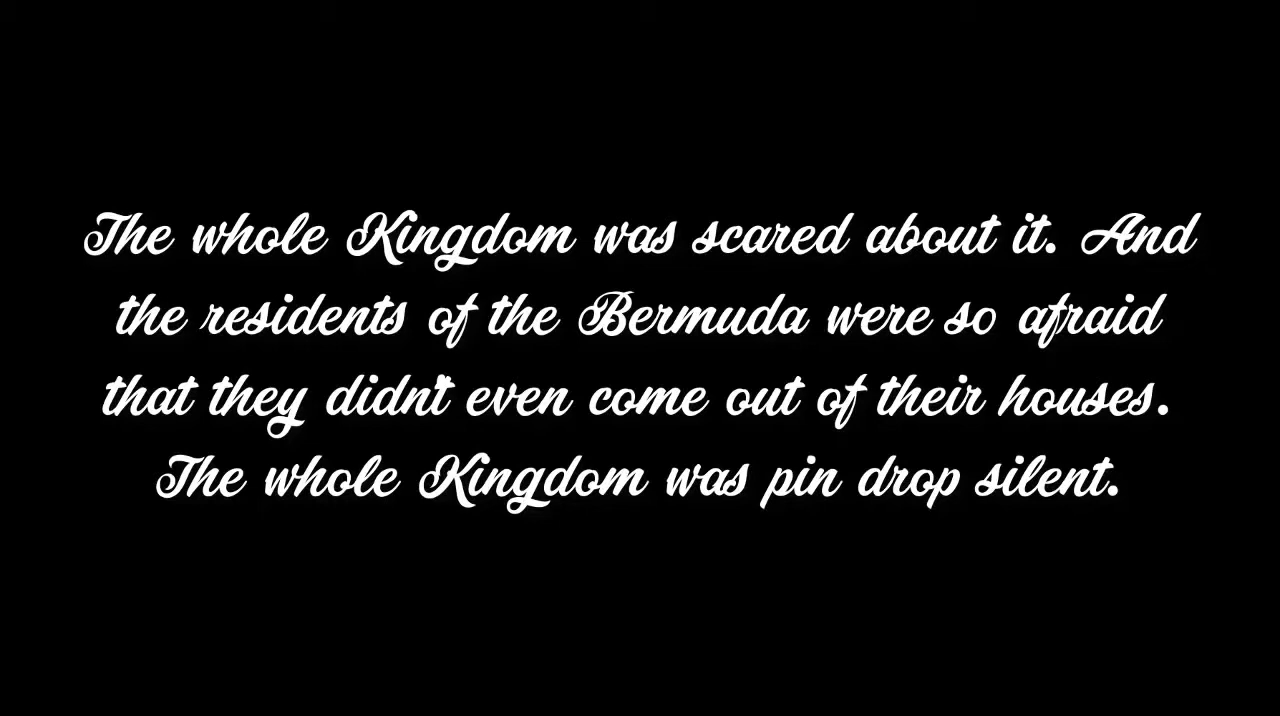 The whole Kingdom was scared about it. And
the residents of the Bermuda were so afraid
that they didn't even come out of their houses.
The whole Kingdom was pin drop silent.